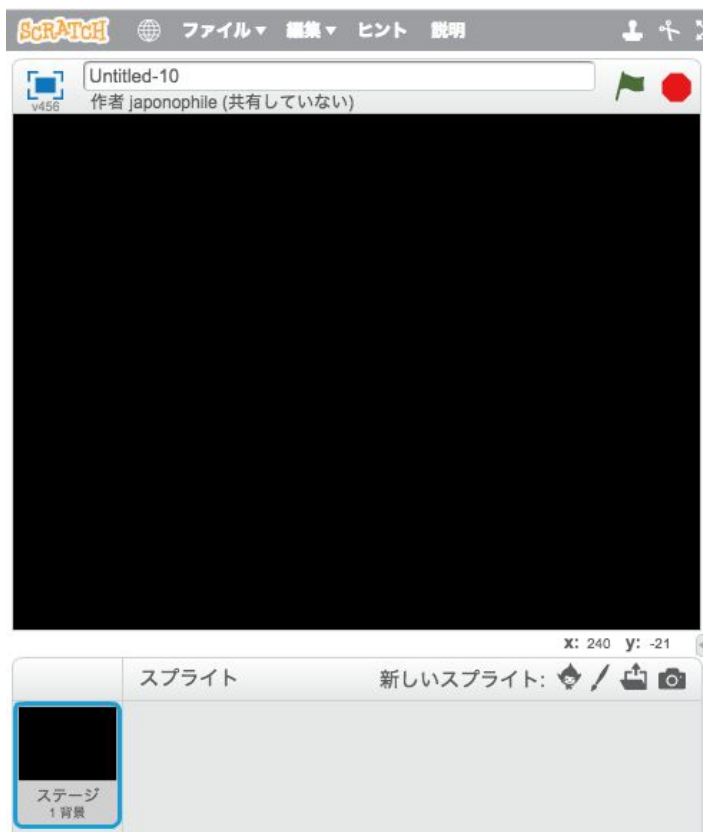 SCRATCH ファイル▼ 編集▼ ヒント 説明
Untitled-10
v456 作者 japonophile (共有していない)
x: 240 y: -21
スプライト 新しいスプライト:
ステージ
1 背景